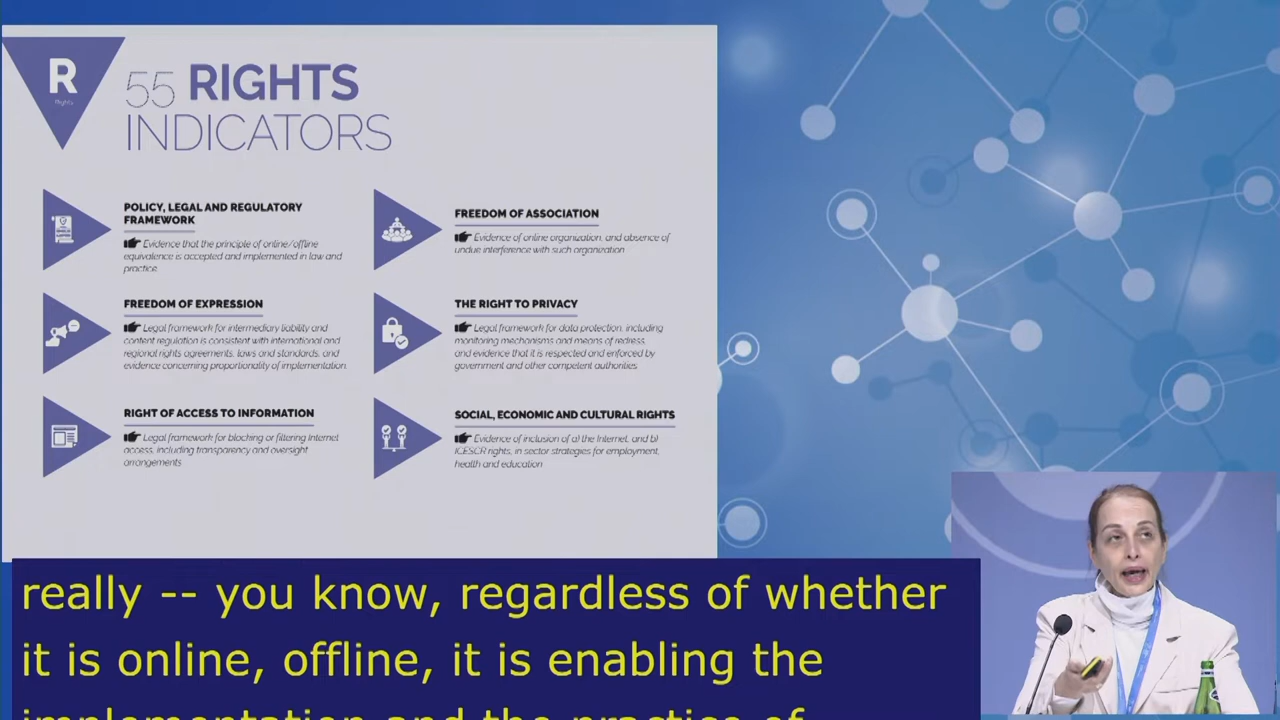 R
Rights
55 RIGHTS
INDICATORS
POLICY, LEGAL AND REGULATORY
FRAMEWORK
Evidence that the principle of online/offline
equivalence is accepted and implemented in law and
practice.
FREEDOM OF EXPRESSION
Legal framework for intermediary liability and
content regulation is consistent with international and
regional rights agreements, laws and standards, and
evidence concerning proportionality of implementation.
RIGHT OF ACCESS TO INFORMATION
Legal framework for blocking or filtering Internet
access, including transparency and oversight
arrangements
FREEDOM OF ASSOCIATION
Evidence of online organization, and absence of
undue interference with such organization
THE RIGHT TO PRIVACY
Legal framework for data protection, including
monitoring mechanisms and means of redress,
and evidence that it is respected and enforced by
government and other competent authorities
SOCIAL, ECONOMIC AND CULTURAL RIGHTS
Evidence of inclusion of a) the Internet, and b)
ICESCR rights, in sector strategies for employment,
health and education
really -- you know, regardless of whether
it is online, offline, it is enabling the
implementation and the practice of